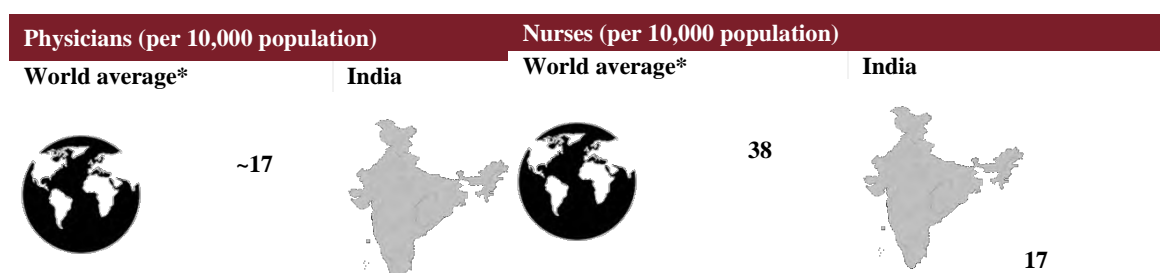 Physicians (per 10,000 population)
World average*
India
~17
Nurses (per 10,000 population)
World average*
India
38
17